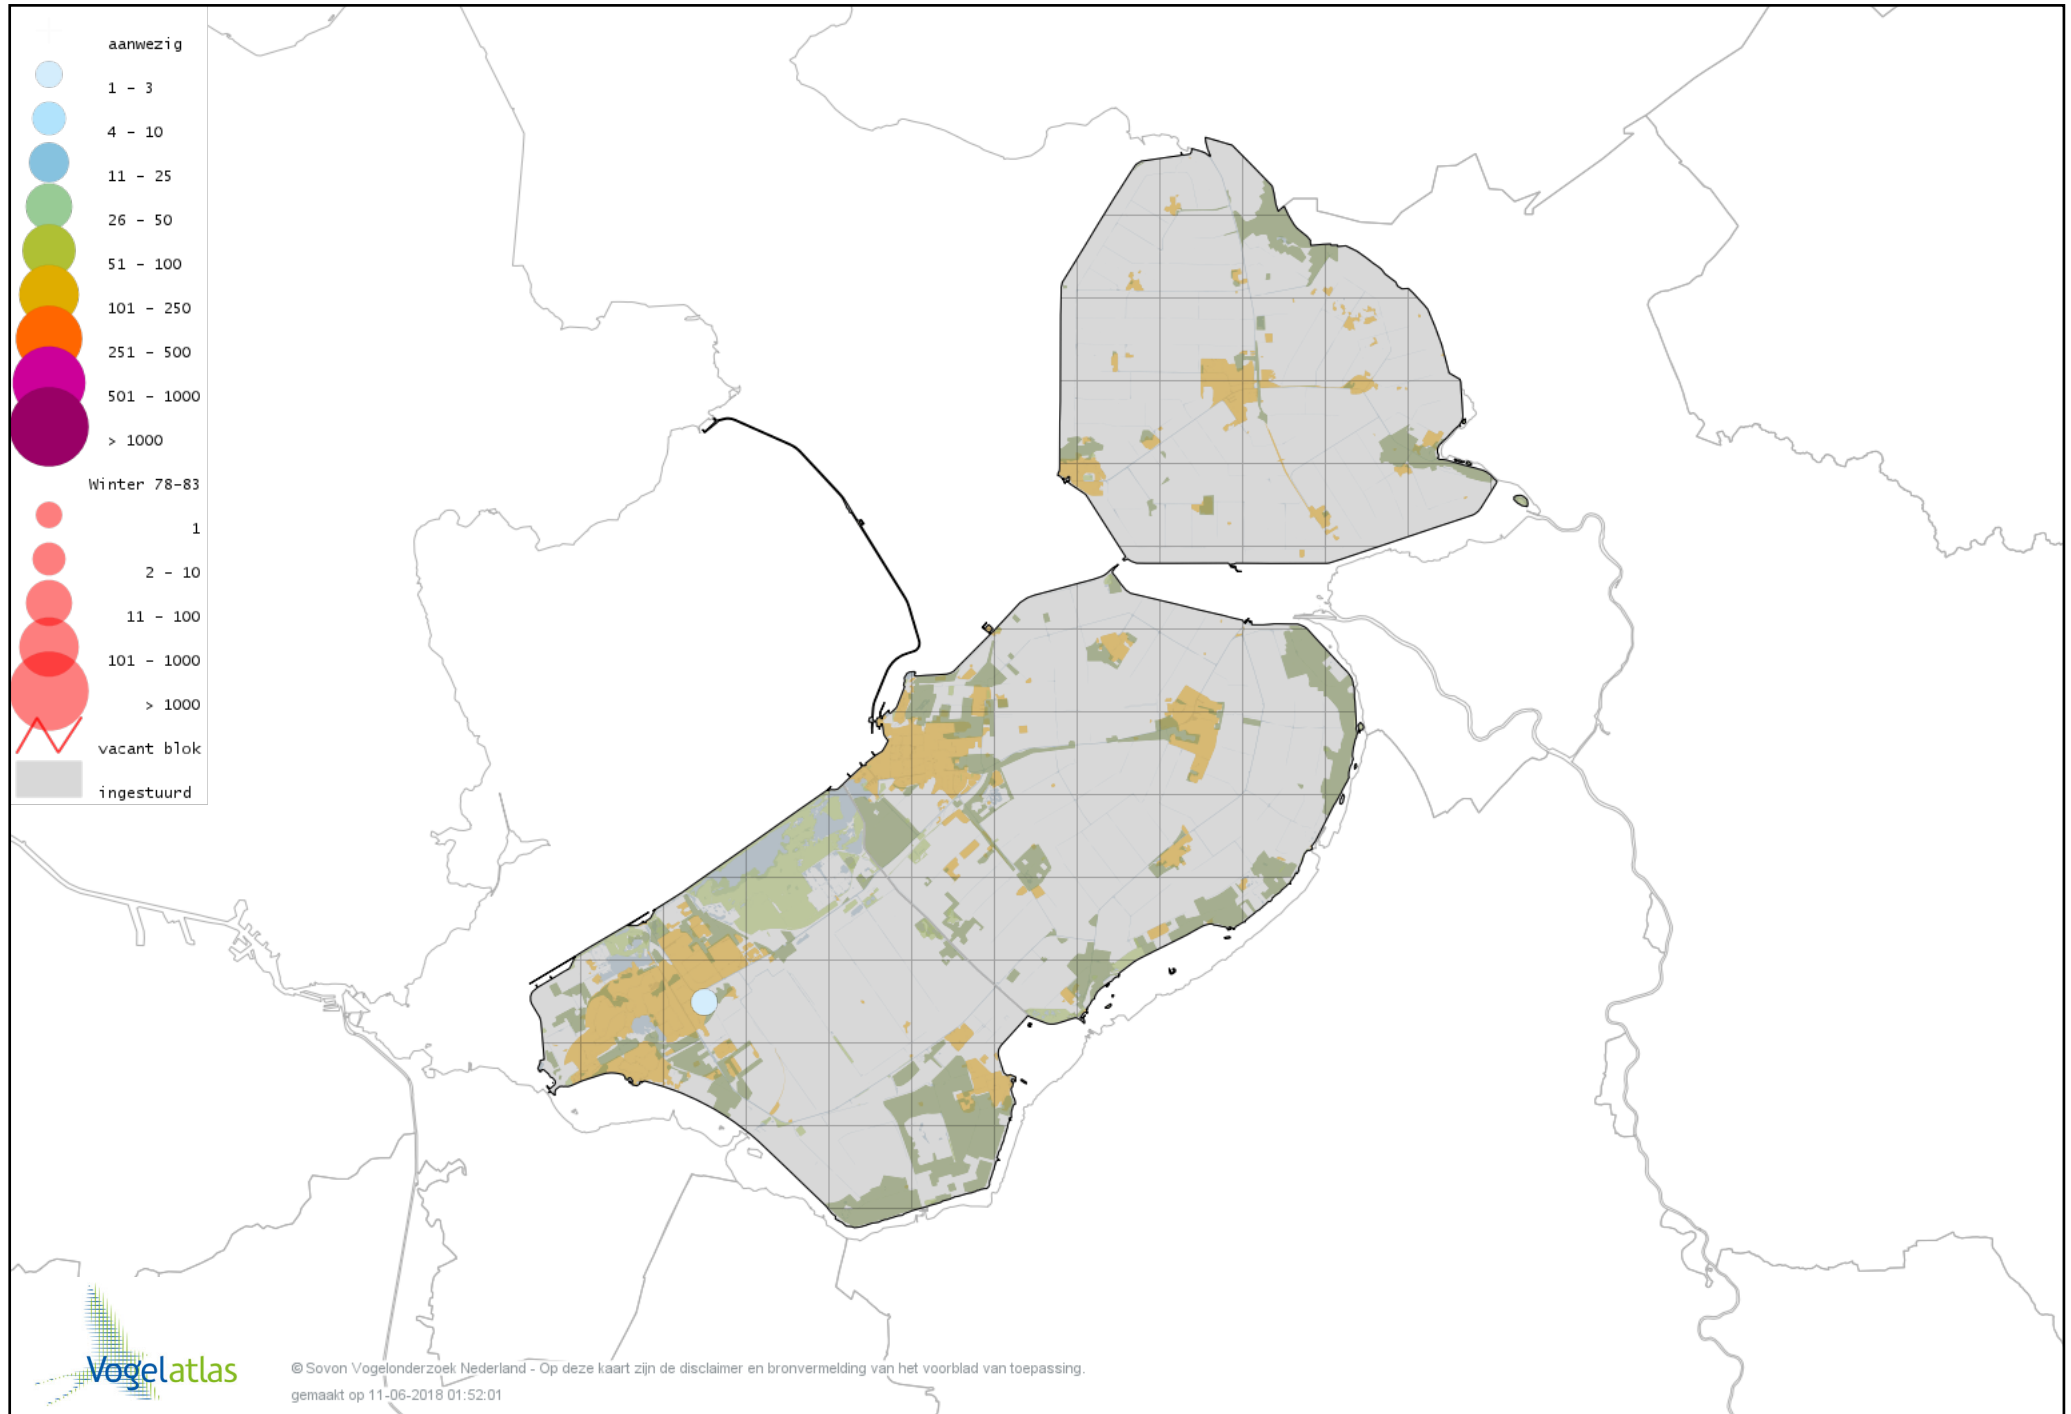 aanwezig
1 - 3
4 - 10
11 - 25
26 - 50
51 - 100
101 - 250
251 - 500
501 - 1000
> 1000
Winter 78-83
1
2 - 10
11 - 100
101 - 1000
> 1000
vacant blok
ingestuurd
Vogelatlas
© Sovon Vogelonderzoek Nederland - Op deze kaart zijn de disclaimer en bronvermelding van het voorblad van toepassing.
gemaakt op 11-06-2018 01:52:01